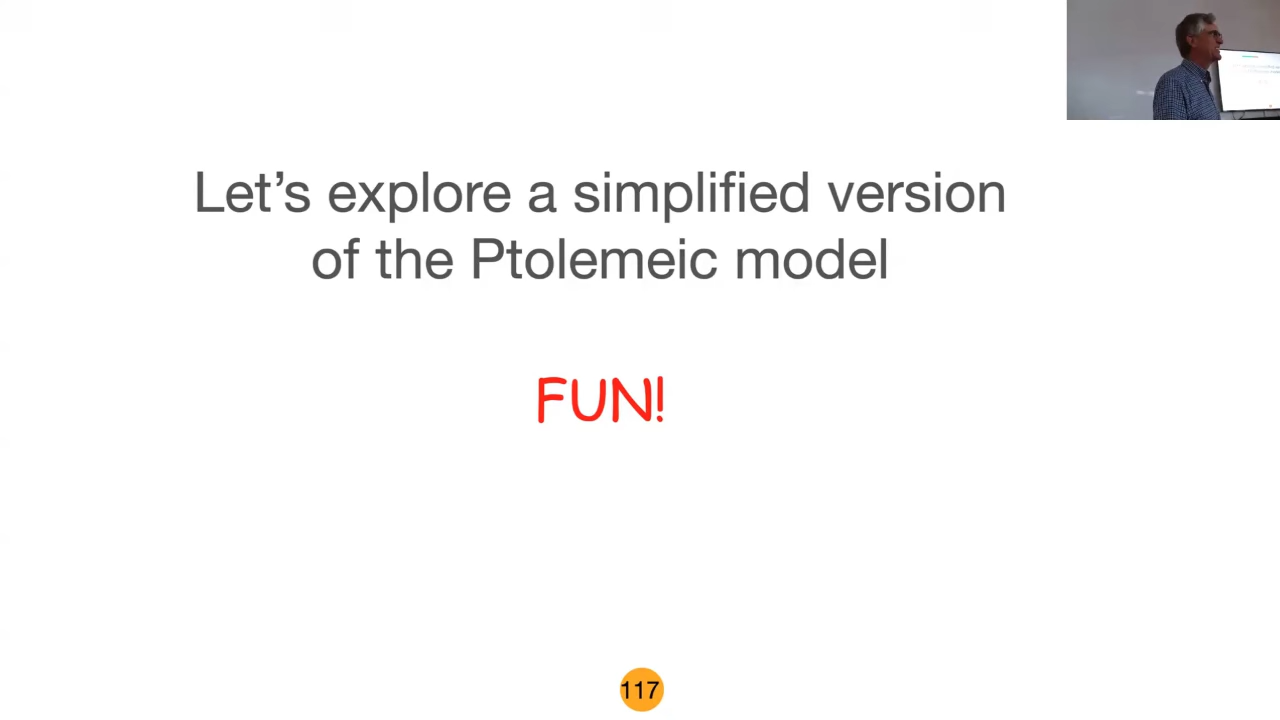 Let’s explore a simplified version
of the Ptolemeic model
FUN!
117